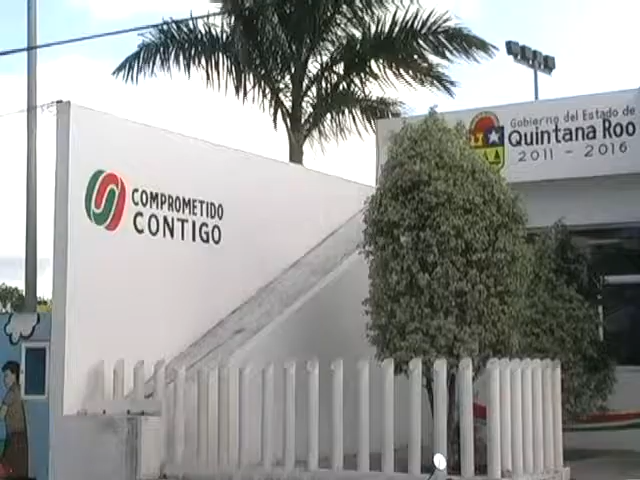 COMPROMETIDO
CONTIGO
Gobierno del Estado de
Quintana Roo
2011 - 2016